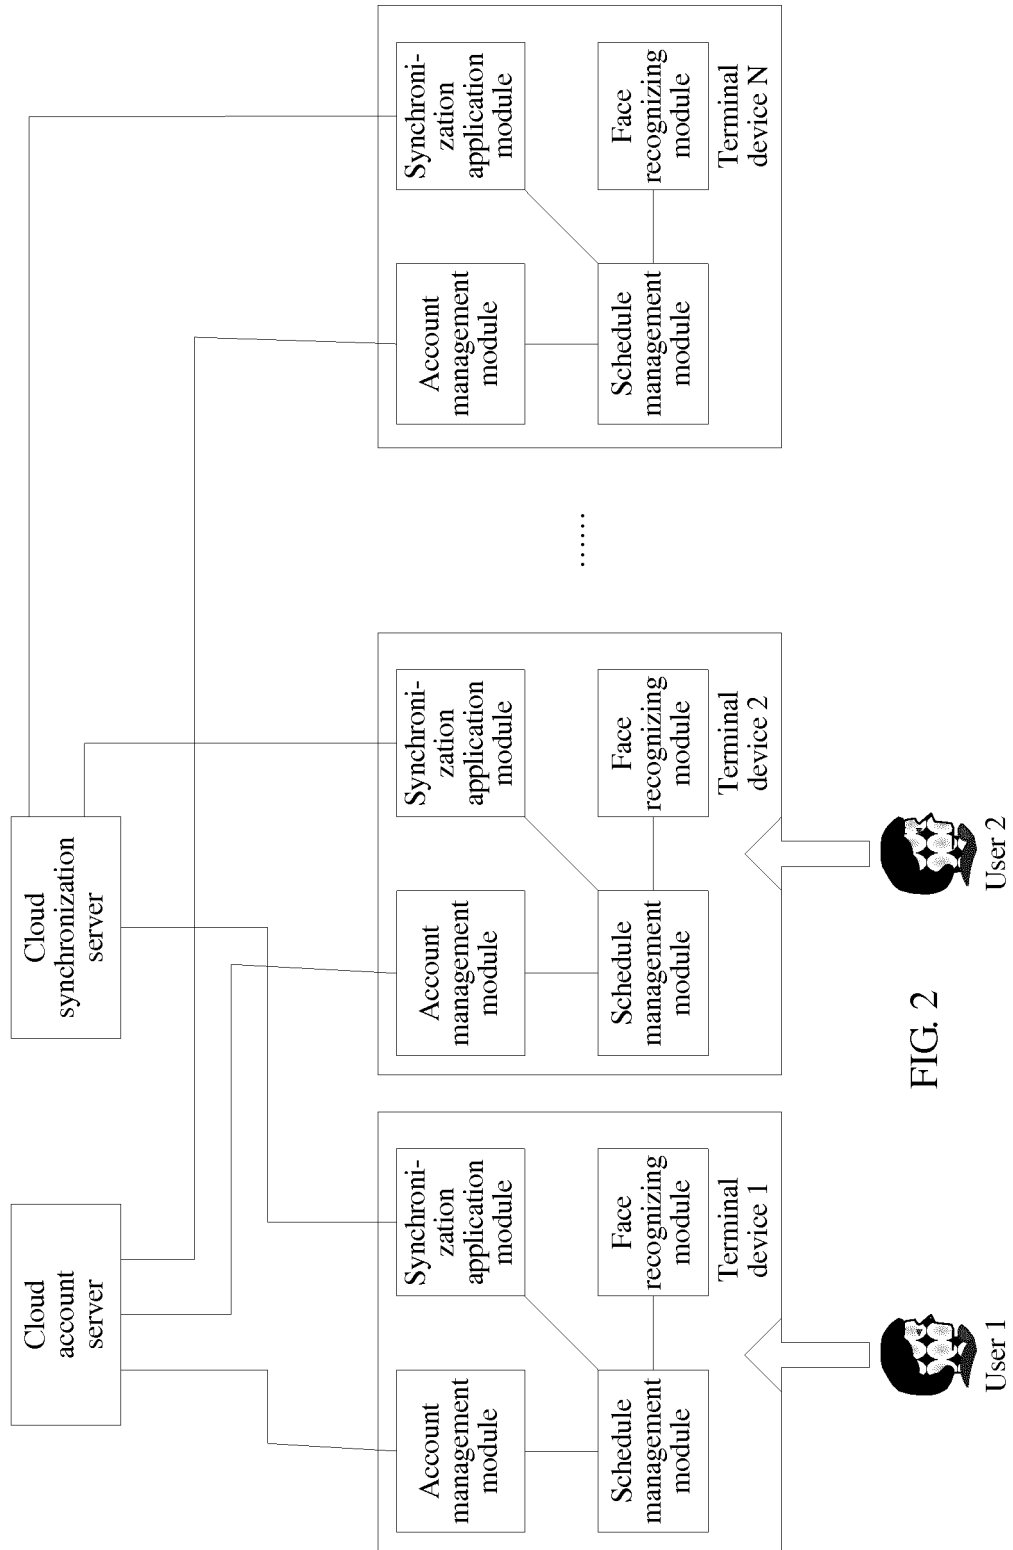 Cloud
account
server
Cloud
synchronization
server
Account
management
module
Synchroni-
zation
application
module
Schedule
management
module
Face
recognizing
module
Terminal
device 1
Account
management
module
Synchroni-
zation
application
module
Schedule
management
module
Face
recognizing
module
Terminal
device 2
......
Account
management
module
Synchroni-
zation
application
module
Schedule
management
module
Face
recognizing
module
Terminal
device N
User 1
User 2
FIG. 2